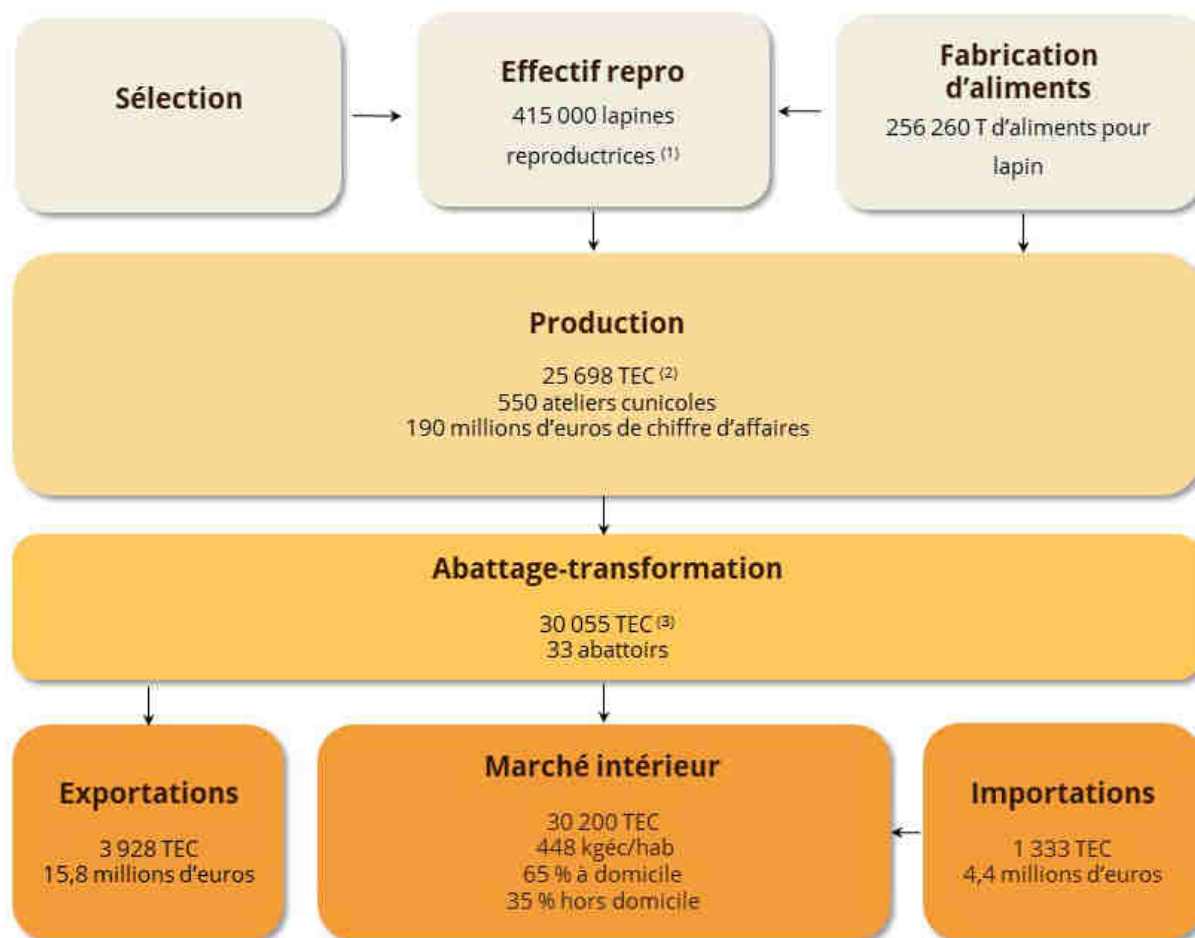 Sélection
Effectif repro
415 000 lapines
reproductrices (1)
Fabrication
d'aliments
256 260 T d'aliments pour
lapin
Production
25 698 TEC (2)
550 ateliers cunicoles
190 millions d'euros de chiffre d'affaires
Abattage-transformation
30 055 TEC (3)
33 abattoirs
Exportations
3 928 TEC
15,8 millions d'euros
Marché intérieur
30 200 TEC
448 kgéc/hab
65 % à domicile
35 % hors domicile
Importations
1 333 TEC
4,4 millions d'euros